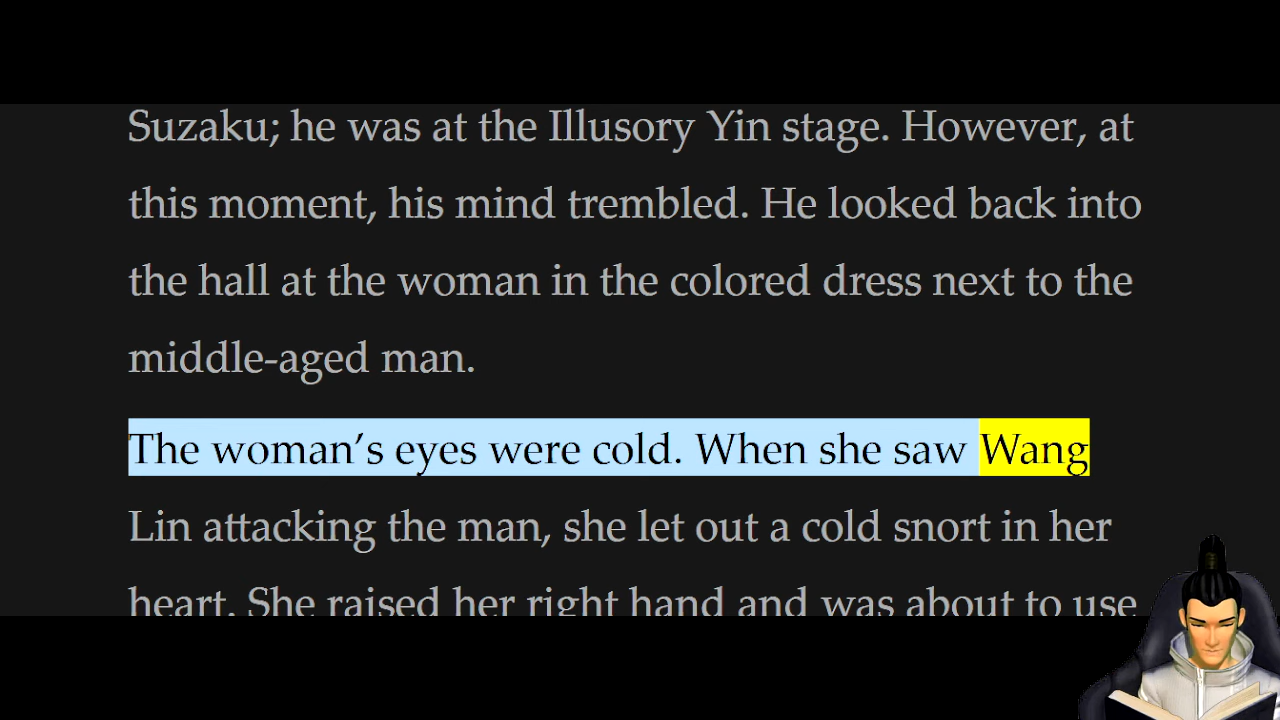 Suzaku; he was at the Illusory Yin stage. However, at
this moment, his mind trembled. He looked back into
the hall at the woman in the colored dress next to the
middle-aged man.
The woman’s eyes were cold. When she saw Wang
Lin attacking the man, she let out a cold snort in her
heart. She raised her right hand and was about to use